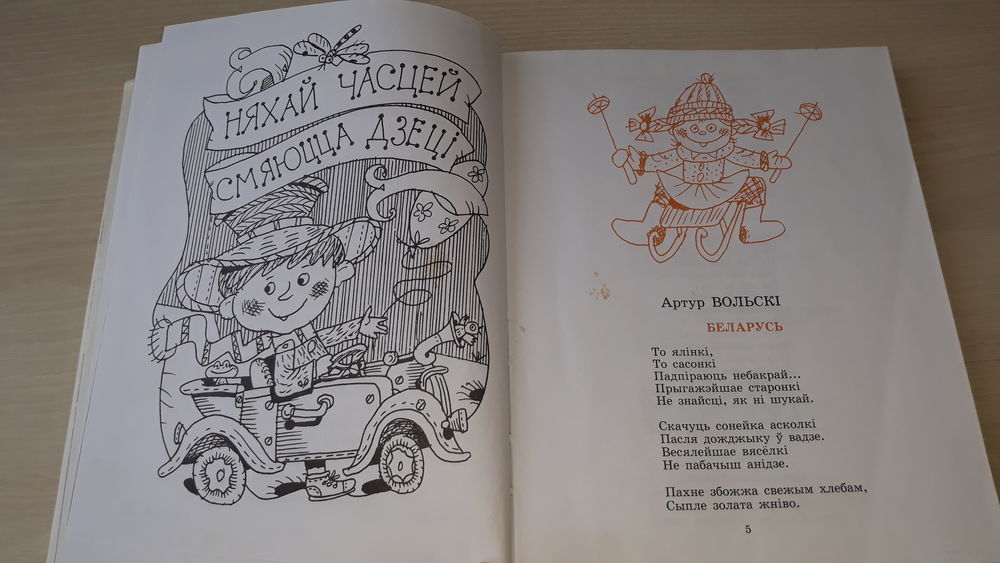 НЯХАЙ ЧАСЦЕЙ
СМЯЮЦЦА ДЗЕЦІ
Артур ВОЛЬСКІ
БЕЛАРУСЬ
То ялінкі,
То сасонкі
Падпіраюць небакрай...
Прыгажэйшае старонкі
Не знайсці, як ні шукай.
Скачуць сонейка асколкі
Пасля дожджыку ў вадзе.
Весялейшае вясёлкі
Не пабачыш анідзе.
Пахне збожжа свежым хлебам,
Сыпле золата жніво.
5